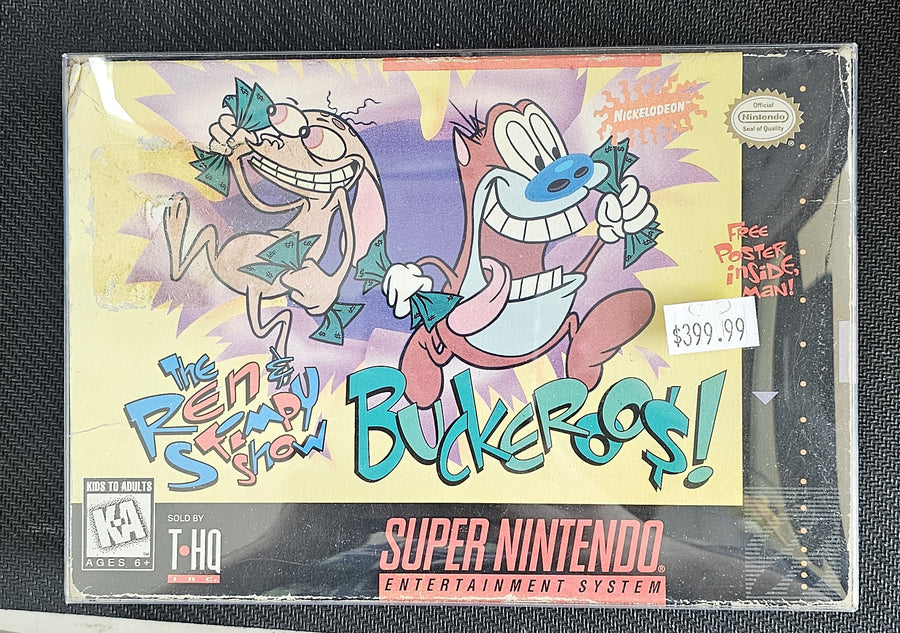 NICKELODEON
Official
Nintendo
Seal of Quality
FREE
POSTER
iNSiDE,
MaN!
$399.99
The
REN &
STiMPY
Show
BUCKEROO$!
KIDS TO ADULTS
K-A
AGES 6+
SOLD BY
T·HQ
INC.
SUPER NINTENDO
ENTERTAINMENT SYSTEM